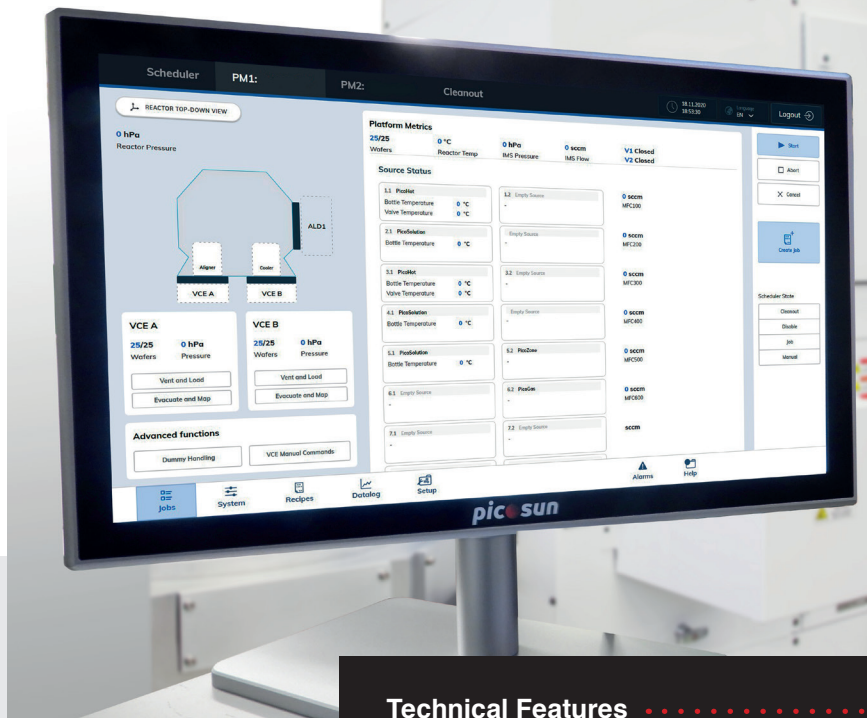 Scheduler PM1: PM2: Cleanout
18.11.2020
18:53:30
Language
EN
Logout
REACTOR TOP-DOWN VIEW
0 hPa
Reactor Pressure
ALD1
Aligner Cooler
VCE A VCE B
VCE A
25/25 0 hPa
Wafers Pressure
Vent and Load
Evacuate and Map
VCE B
25/25 0 hPa
Wafers Pressure
Vent and Load
Evacuate and Map
Advanced functions
Dummy Handling VCE Manual Commands
Platform Metrics
25/25 0 °C 0 hPa 0 sccm V1 Closed
Wafers Reactor Temp IMS Pressure IMS Flow V2 Closed
Source Status
1.1 PicoHot
Bottle Temperature 0 °C
Valve Temperature 0 °C
1.2 Empty Source
-
0 sccm
MFC100
2.1 PicoSolution
Bottle Temperature 0 °C
Empty Source
-
0 sccm
MFC200
3.1 PicoHot
Bottle Temperature 0 °C
Valve Temperature 0 °C
3.2 Empty Source
-
0 sccm
MFC300
4.1 PicoSolution
Bottle Temperature 0 °C
Empty Source
-
0 sccm
MFC400
5.1 PicoSolution
Bottle Temperature 0 °C
5.2 PicoZone
-
0 sccm
MFC500
6.1 Empty Source
-
6.2 PicoGas
-
0 sccm
MFC600
7.1 Empty Source
-
7.2 Empty Source
-
sccm
Start
Abort
Cancel
Create Job
Scheduler State
Cleanout
Disable
Job
Manual
Jobs System Recipes Datalog Setup Alarms Help
picosun
Technical Features